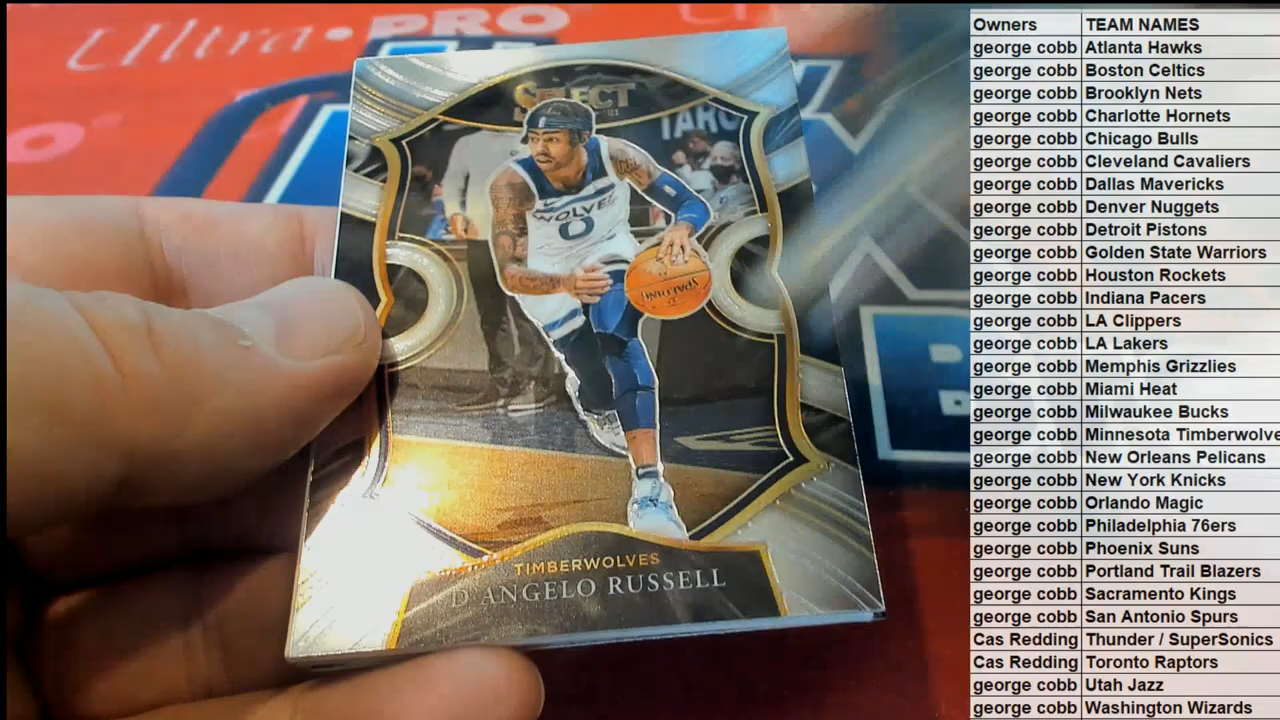 Ultra•PRO
PRO
SELECT
TARG
WOLVES
0
SPALDING
TIMBERWOLVES
D'ANGELO RUSSELL
B
Owners TEAM NAMES
george cobb Atlanta Hawks
george cobb Boston Celtics
george cobb Brooklyn Nets
george cobb Charlotte Hornets
george cobb Chicago Bulls
george cobb Cleveland Cavaliers
george cobb Dallas Mavericks
george cobb Denver Nuggets
george cobb Detroit Pistons
george cobb Golden State Warriors
george cobb Houston Rockets
george cobb Indiana Pacers
george cobb LA Clippers
george cobb LA Lakers
george cobb Memphis Grizzlies
george cobb Miami Heat
george cobb Milwaukee Bucks
george cobb Minnesota Timberwolve
george cobb New Orleans Pelicans
george cobb New York Knicks
george cobb Orlando Magic
george cobb Philadelphia 76ers
george cobb Phoenix Suns
george cobb Portland Trail Blazers
george cobb Sacramento Kings
george cobb San Antonio Spurs
Cas Redding Thunder / SuperSonics
Cas Redding Toronto Raptors
george cobb Utah Jazz
george cobb Washington Wizards